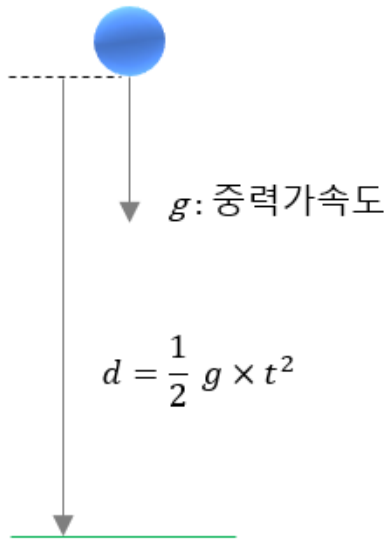 g: 중력가속도
d = 1/2 g × t²